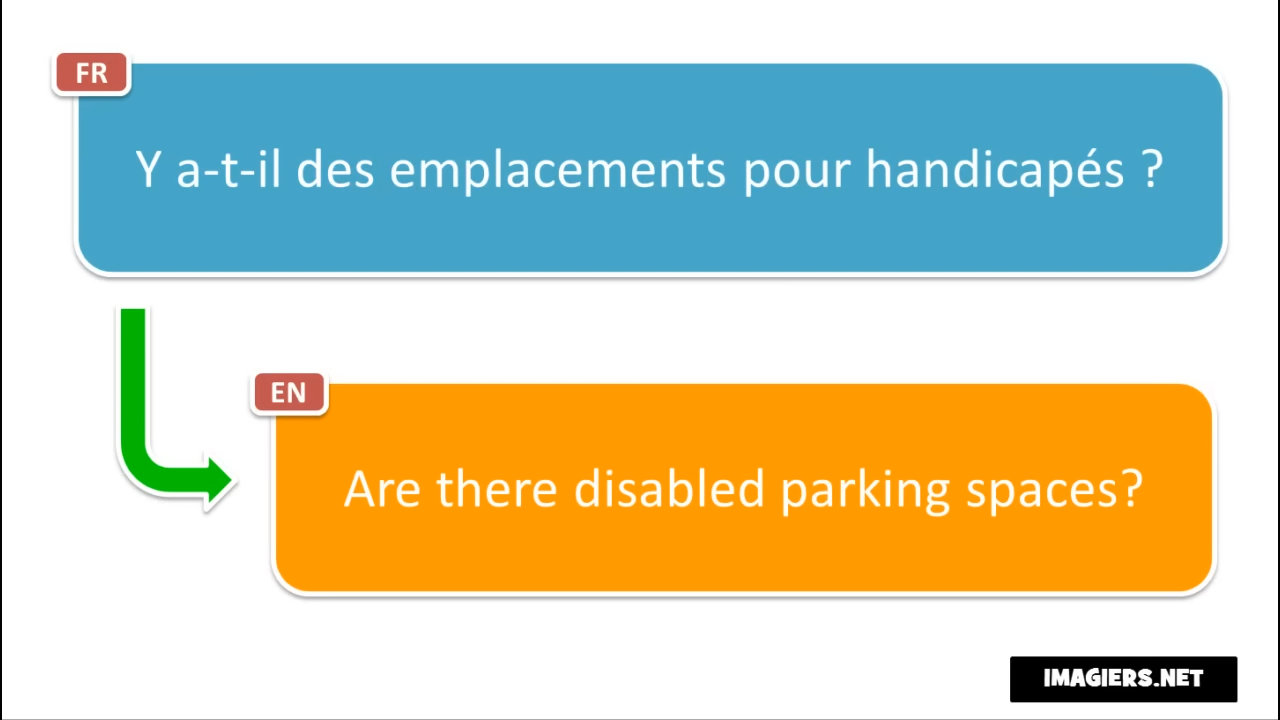 FR
Y a-t-il des emplacements pour handicapés ?
EN
Are there disabled parking spaces?
IMAGIERS.NET